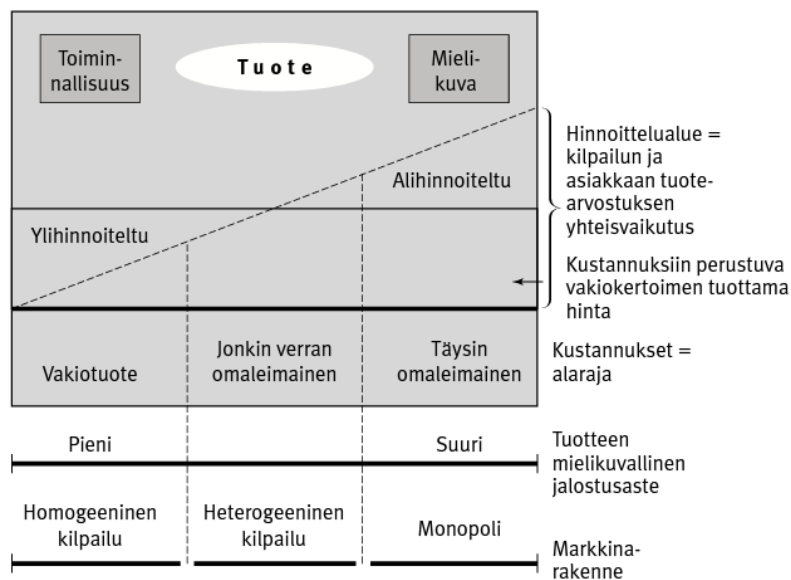 Toimin-
nallisuus
Tuote
Mieli-
kuva
Hinnoittelualue =
kilpailun ja
asiakkaan tuote-
arvostuksen
yhteisvaikutus
Alihinnoiteltu
Ylihinnoiteltu
Kustannuksiin perustuva
vakiokertoimen tuottama
hinta
Vakiotuote
Jonkin verran
omaleimainen
Täysin
omaleimainen
Kustannukset =
alaraja
Pieni
Suuri
Tuotteen
mielikuvallinen
jalostusaste
Homogeeninen
kilpailu
Heterogeeninen
kilpailu
Monopoli
Markkina-
rakenne